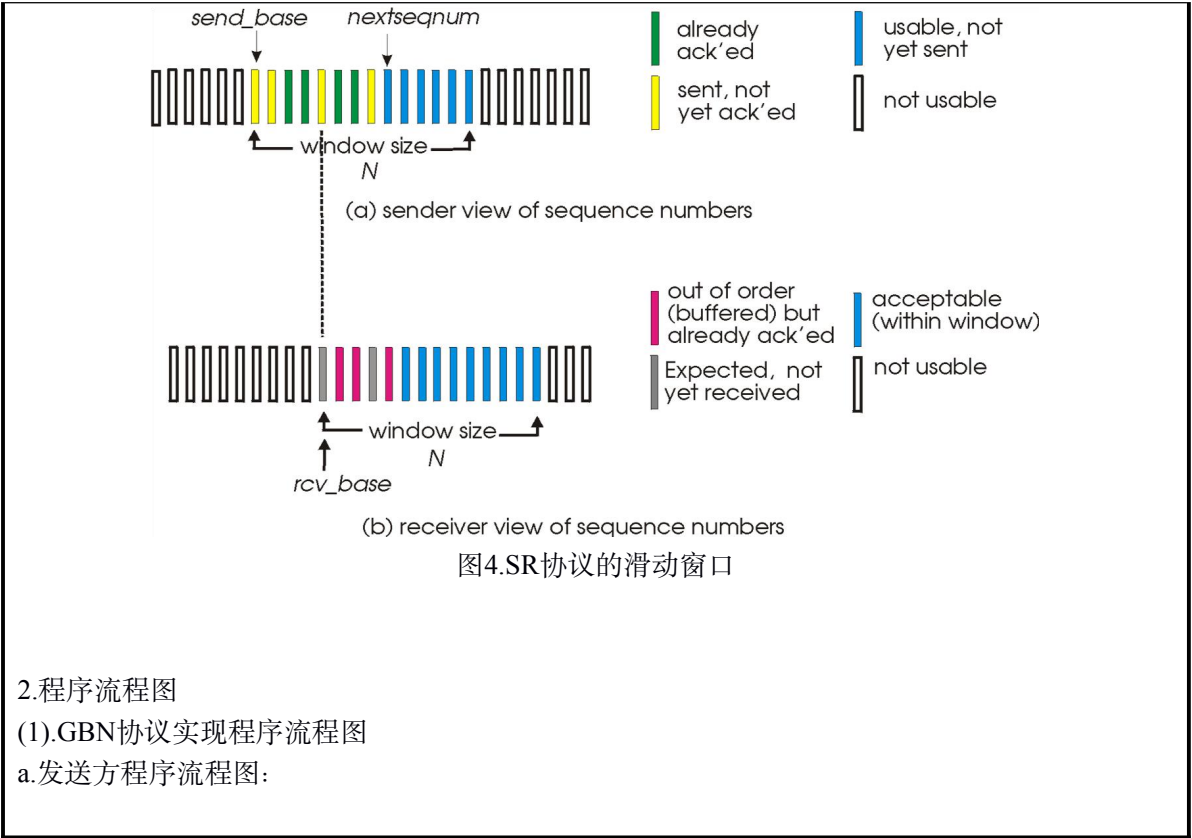 send_base nextseqnum
already
ack'ed
usable, not
yet sent
sent, not
yet ack'ed
not usable
window size
N
(a) sender view of sequence numbers
out of order
(buffered) but
already ack'ed
acceptable
(within window)
Expected, not
yet received
not usable
window size
N
rcv_base
(b) receiver view of sequence numbers
图4.SR协议的滑动窗口
2.程序流程图
(1).GBN协议实现程序流程图
a.发送方程序流程图：